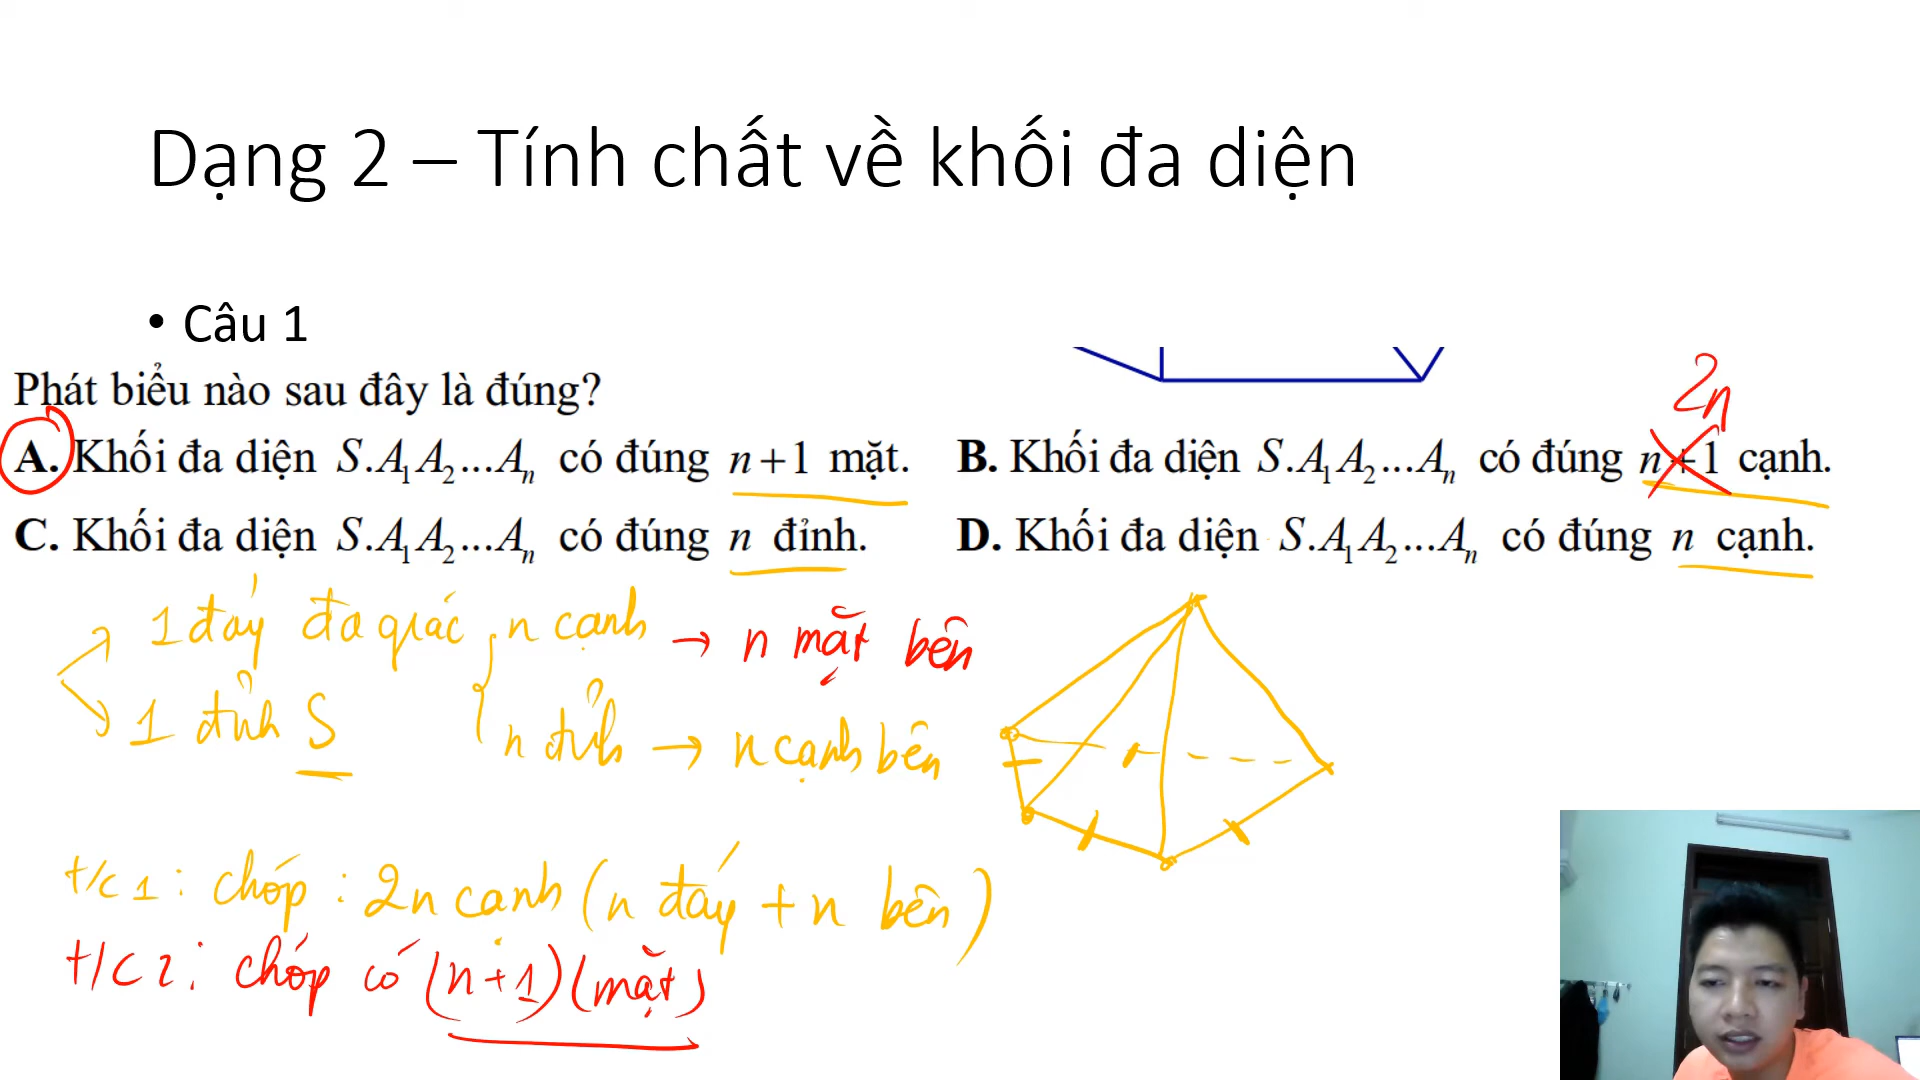 Dạng 2 – Tính chất về khối đa diện
• Câu 1
Phát biểu nào sau đây là đúng?
2n
A. Khối đa diện S.A₁A₂...Aₙ có đúng n+1 mặt. B. Khối đa diện S.A₁A₂...Aₙ có đúng n+1 cạnh.
C. Khối đa diện S.A₁A₂...Aₙ có đúng n đỉnh. D. Khối đa diện S.A₁A₂...Aₙ có đúng n cạnh.
1 đáy đa giác n cạnh → n mặt bên
1 đỉnh S n đỉnh → n cạnh bên
t/c 1 : chóp : 2n cạnh (n đáy + n bên)
t/c 2 : chóp có (n+1) (mặt)